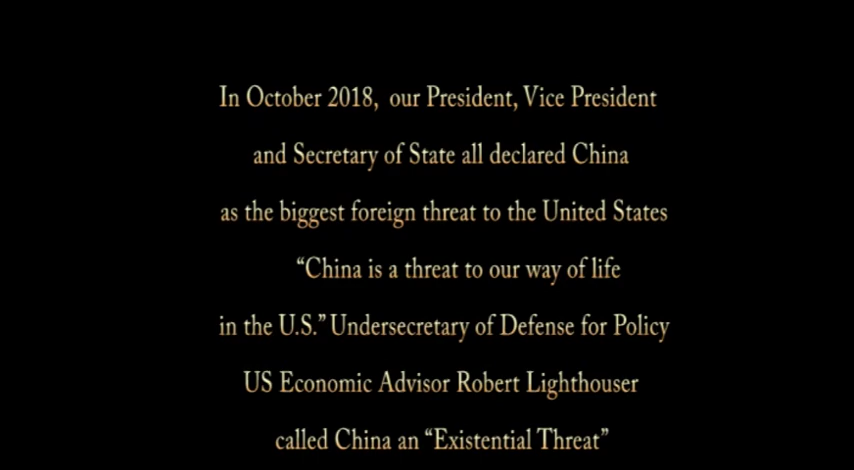 In October 2018, our President, Vice President
and Secretary of State all declared China
as the biggest foreign threat to the United States
“China is a threat to our way of life
in the U.S.” Undersecretary of Defense for Policy
US Economic Advisor Robert Lighthouser
called China an “Existential Threat”